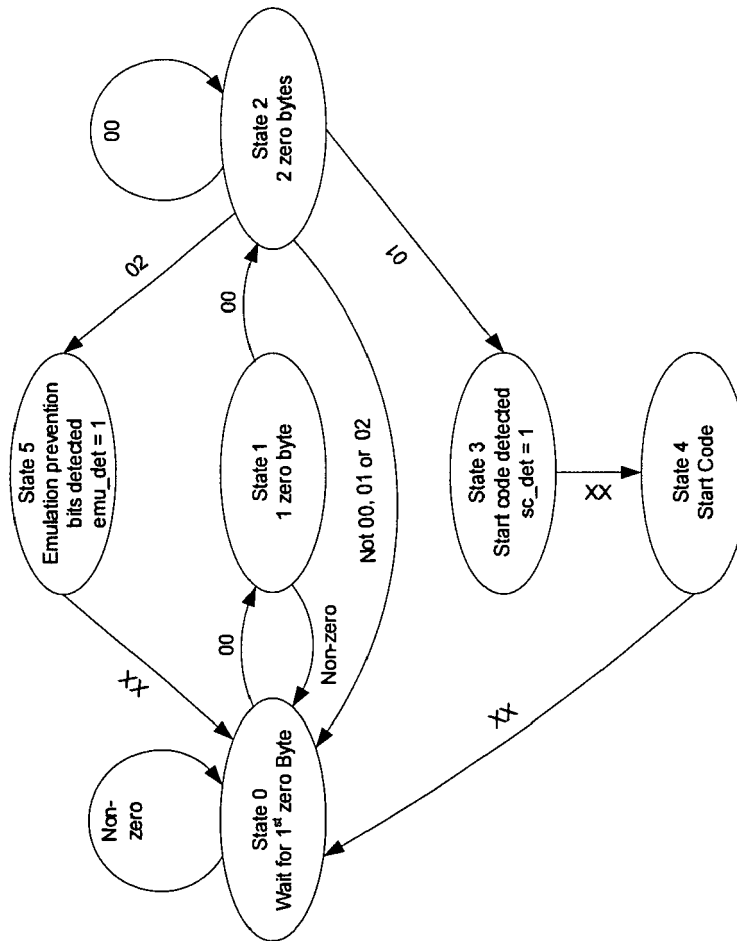 00
State 2
2 zero bytes
02
01
00
State 5
Emulation prevention
bits detected
emu_det = 1
State 1
1 zero byte
Not 00, 01 or 02
State 3
Start code detected
sc_det = 1
XX
State 4
Start Code
XX
00
Non-zero
XX
Non-
zero
State 0
Wait for 1st zero Byte